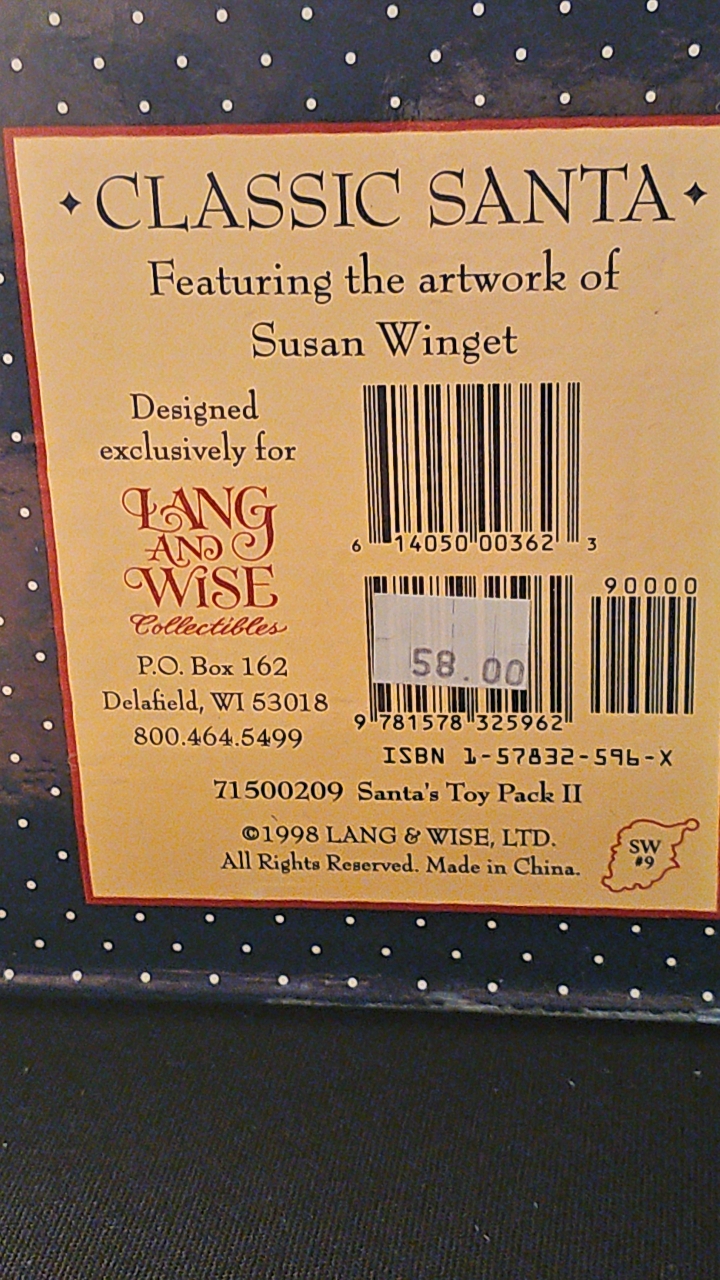 CLASSIC SANTA
Featuring the artwork of
Susan Winget
Designed
exclusively for
LANG
AND
WISE
Collectibles
P.O. Box 162
Delafield, WI 53018
800.464.5499
6 14050 00362 3
90000
58.00
9 781578 325962
ISBN 1-57832-596-X
71500209 Santa's Toy Pack II
©1998 LANG & WISE, LTD.
All Rights Reserved. Made in China.
SW
#9